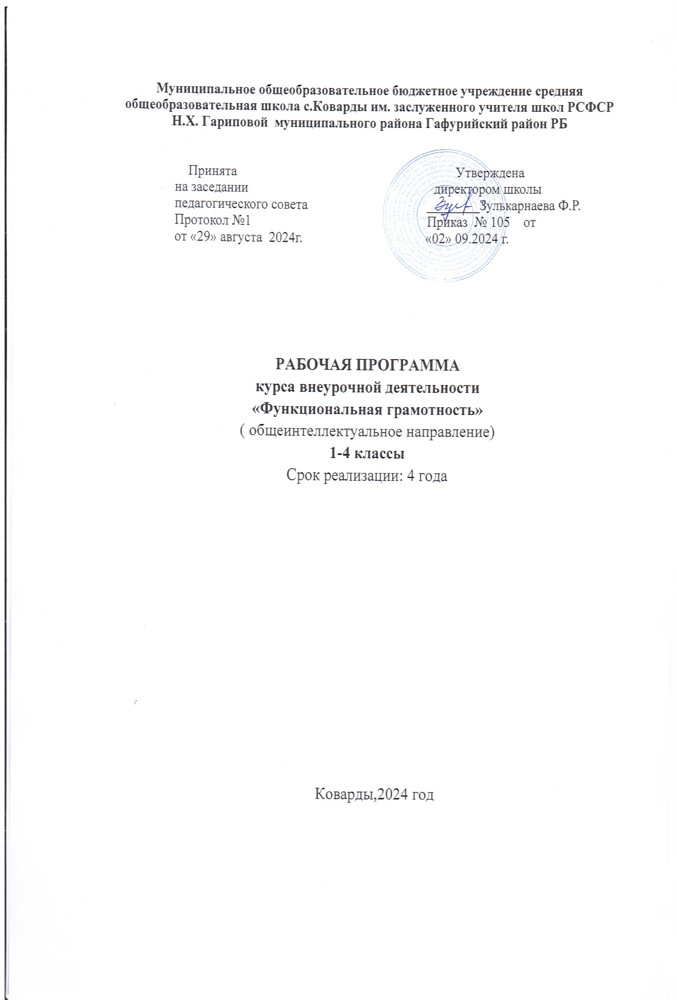 Муниципальное общеобразовательное бюджетное учреждение средняя
общеобразовательная школа с.Коварды им. заслуженного учителя школ РСФСР
Н.Х. Гариповой муниципального района Гафурийский район РБ
Принята
на заседании
педагогического совета
Протокол №1
от «29» августа 2024г.
Утверждена
директором школы
________Зулькарнаева Ф.Р.
Приказ № 105 от
«02» 09.2024 г.
РАБОЧАЯ ПРОГРАММА
курса внеурочной деятельности
«Функциональная грамотность»
( общеинтеллектуальное направление)
1-4 классы
Срок реализации: 4 года
Коварды,2024 год